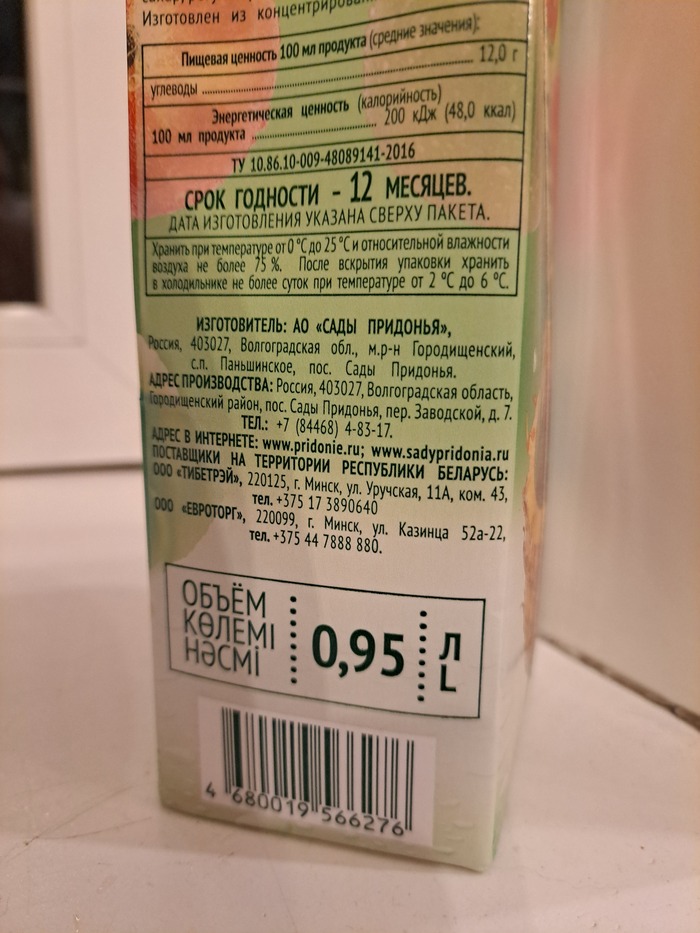 Изготовлен из
Пищевая ценность 100 мл продукта (средние значения):
углеводы ........ 12,0 г
Энергетическая ценность (калорийность)
100 мл продукта ........ 200 кДж (48,0 ккал)
ТУ 10.86.10-009-48089141-2016
СРОК ГОДНОСТИ – 12 МЕСЯЦЕВ.
ДАТА ИЗГОТОВЛЕНИЯ УКАЗАНА СВЕРХУ ПАКЕТА.
Хранить при температуре от 0 °С до 25 °С и относительной влажности
воздуха не более 75 %. После вскрытия упаковки хранить
в холодильнике не более суток при температуре от 2 °С до 6 °С.
ИЗГОТОВИТЕЛЬ: АО «САДЫ ПРИДОНЬЯ»,
Россия, 403027, Волгоградская обл., м.р-н Городищенский,
с.п. Паньшинское, пос. Сады Придонья.
АДРЕС ПРОИЗВОДСТВА: Россия, 403027, Волгоградская область,
Городищенский район, пос. Сады Придонья, пер. Заводской, д. 7.
ТЕЛ.: +7 (84468) 4-83-17.
АДРЕС В ИНТЕРНЕТЕ: www.pridonie.ru; www.sadypridonia.ru
ПОСТАВЩИКИ НА ТЕРРИТОРИИ РЕСПУБЛИКИ БЕЛАРУСЬ:
ООО «ТИБЕТРЭЙ», 220125, г. Минск, ул. Уручская, 11А, ком. 43,
тел. +375 17 3890640
ООО «ЕВРОТОРГ», 220099, г. Минск, ул. Казинца 52а-22,
тел. +375 44 7888 880.
ОБЪЁМ
КӨЛЕМІ
HƏCMİ
0,95
Л
L
4 680019 566276